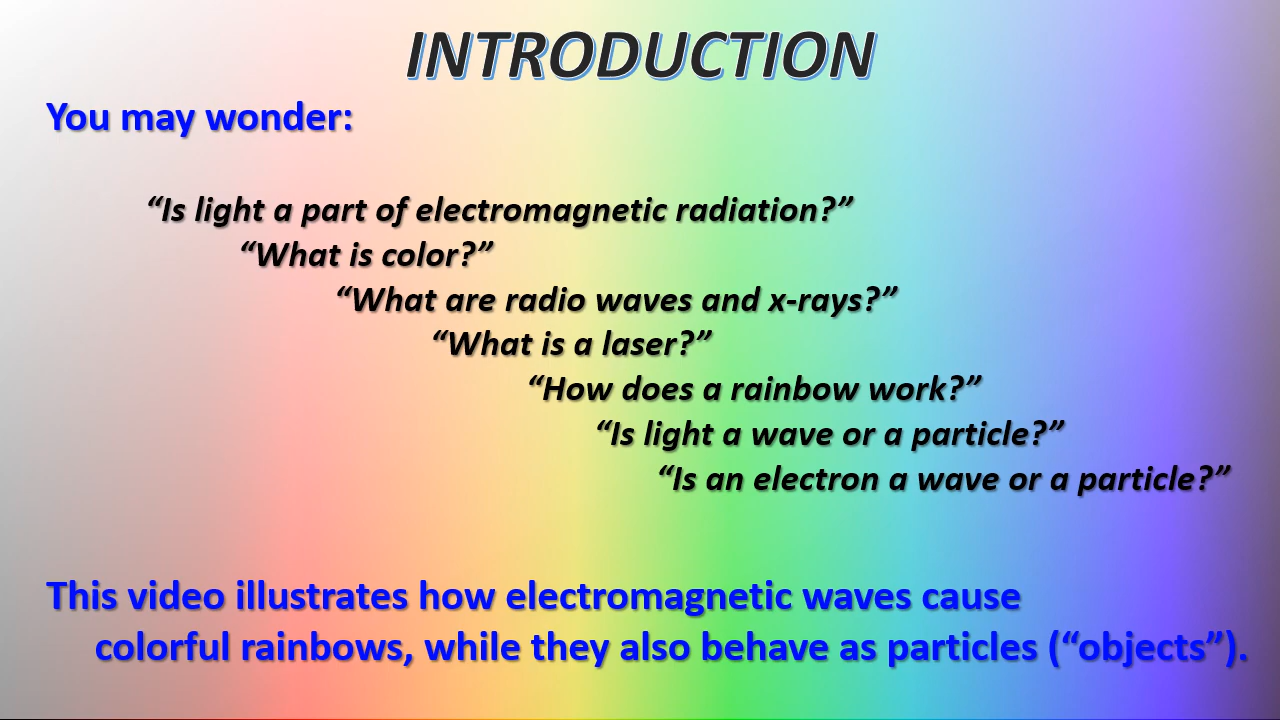 INTRODUCTION
You may wonder:
“Is light a part of electromagnetic radiation?”
“What is color?”
“What are radio waves and x-rays?”
“What is a laser?”
“How does a rainbow work?”
“Is light a wave or a particle?”
“Is an electron a wave or a particle?”
This video illustrates how electromagnetic waves cause
colorful rainbows, while they also behave as particles (“objects”).